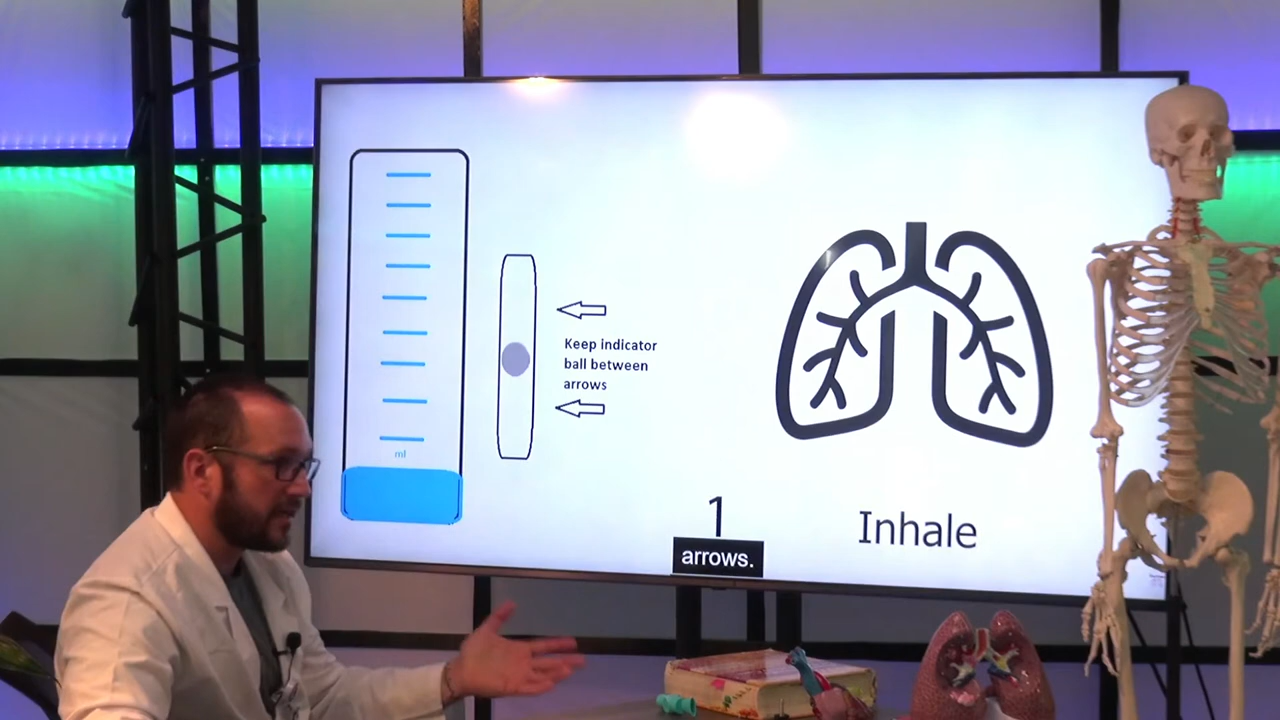 Keep indicator
ball between
arrows
ml
1
Inhale
arrows.